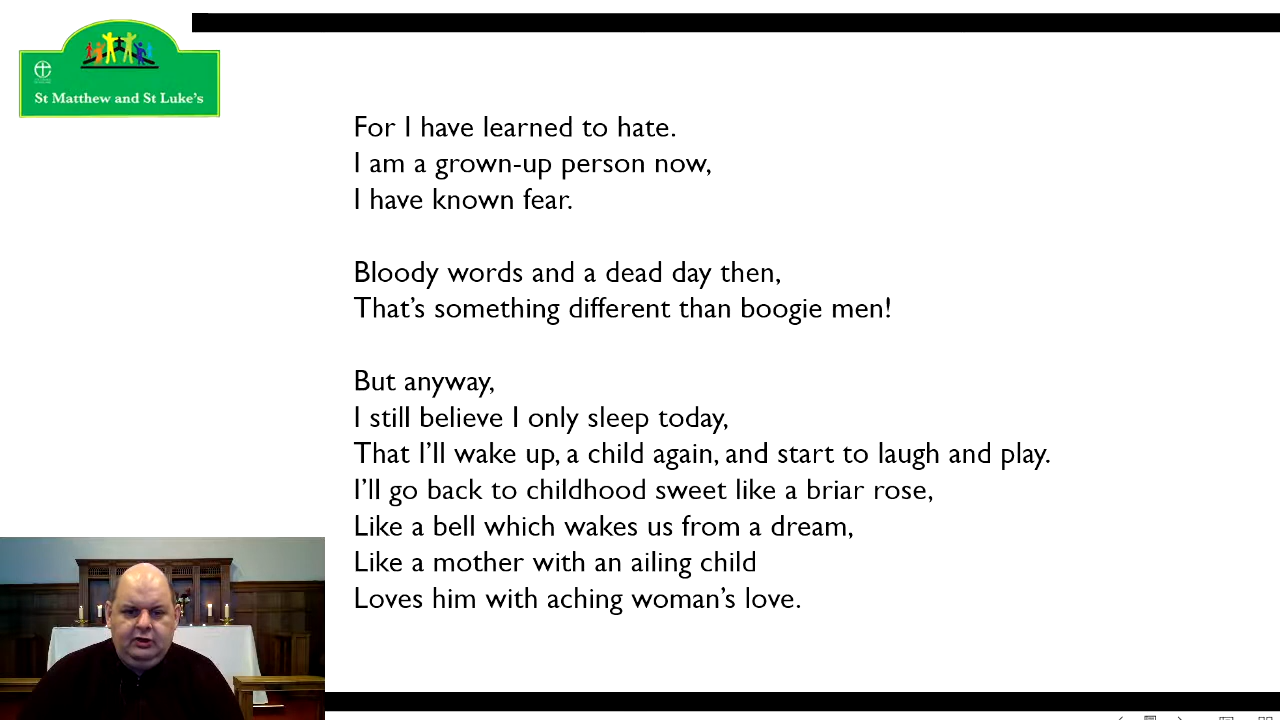 St Matthew and St Luke's
For I have learned to hate.
I am a grown-up person now,
I have known fear.
Bloody words and a dead day then,
That's something different than boogie men!
But anyway,
I still believe I only sleep today,
That I'll wake up, a child again, and start to laugh and play.
I'll go back to childhood sweet like a briar rose,
Like a bell which wakes us from a dream,
Like a mother with an ailing child
Loves him with aching woman's love.